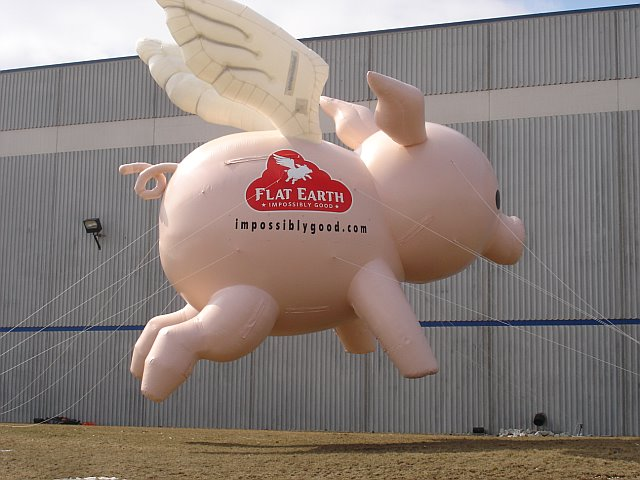 FLAT EARTH
★ IMPOSSIBLY GOOD ★
impossiblygood.com